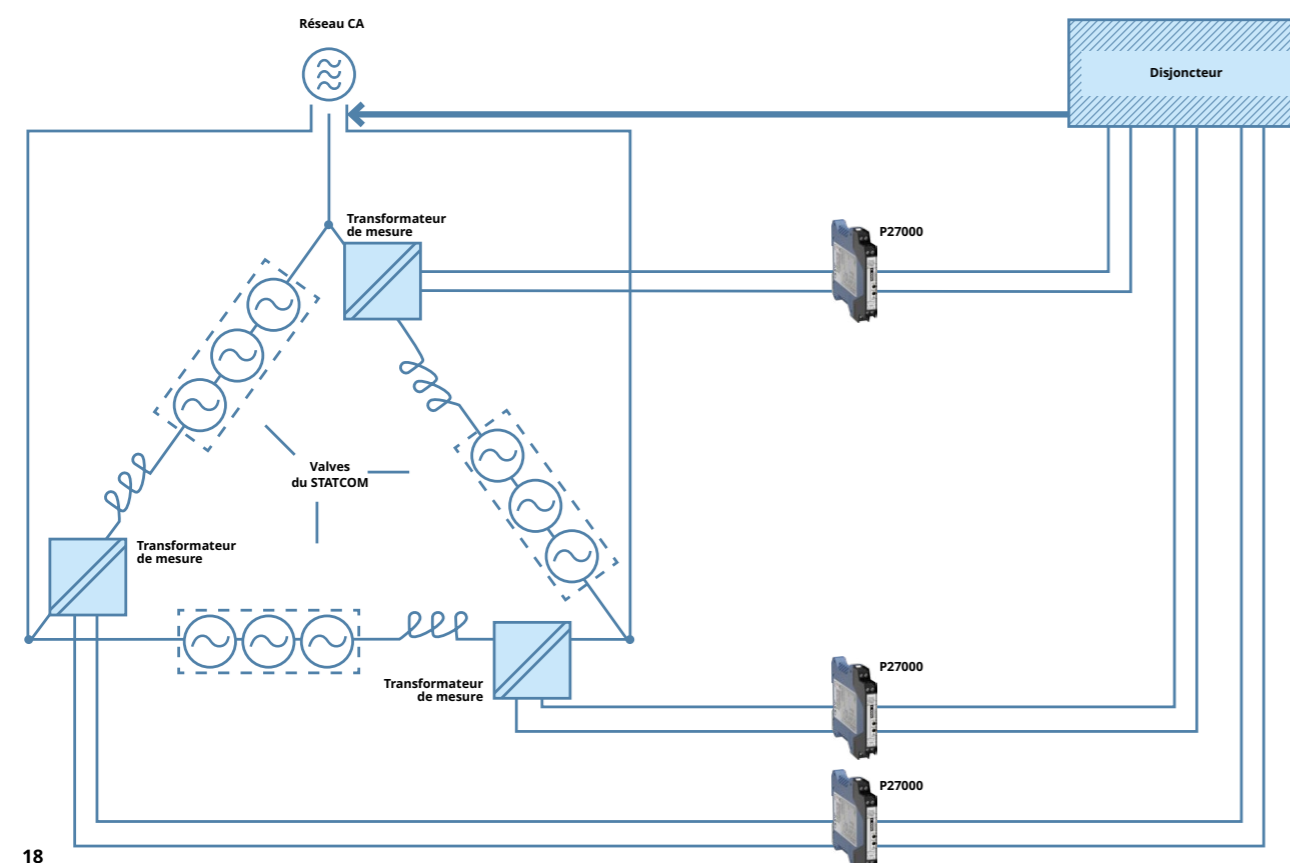 Réseau CA
Disjoncteur
Transformateur
de mesure
P27000
Valves
du STATCOM
Transformateur
de mesure
Transformateur
de mesure
P27000
P27000
18